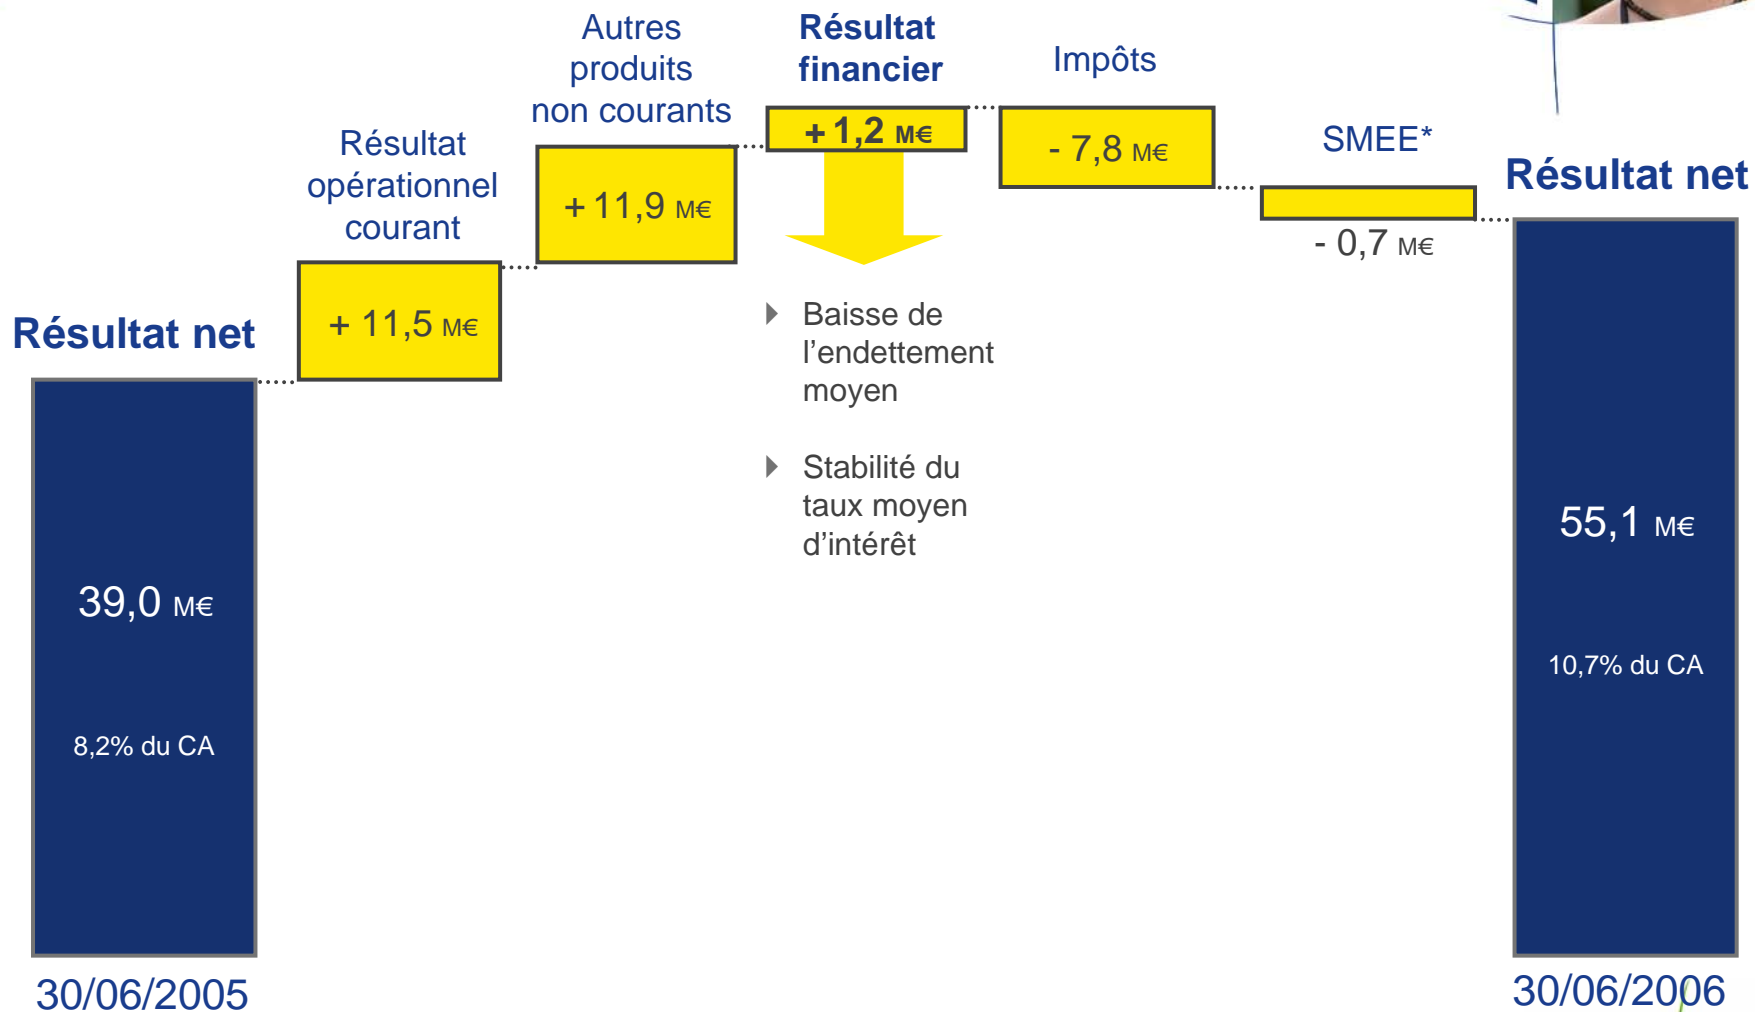 Résultat net
39,0 M€
8,2% du CA
30/06/2005
Résultat
opérationnel
courant
+ 11,5 M€
Autres
produits
non courants
+ 11,9 M€
Résultat
financier
+ 1,2 M€
Baisse de
l’endettement
moyen
Stabilité du
taux moyen
d’intérêt
Impôts
- 7,8 M€
SMEE*
- 0,7 M€
Résultat net
55,1 M€
10,7% du CA
30/06/2006